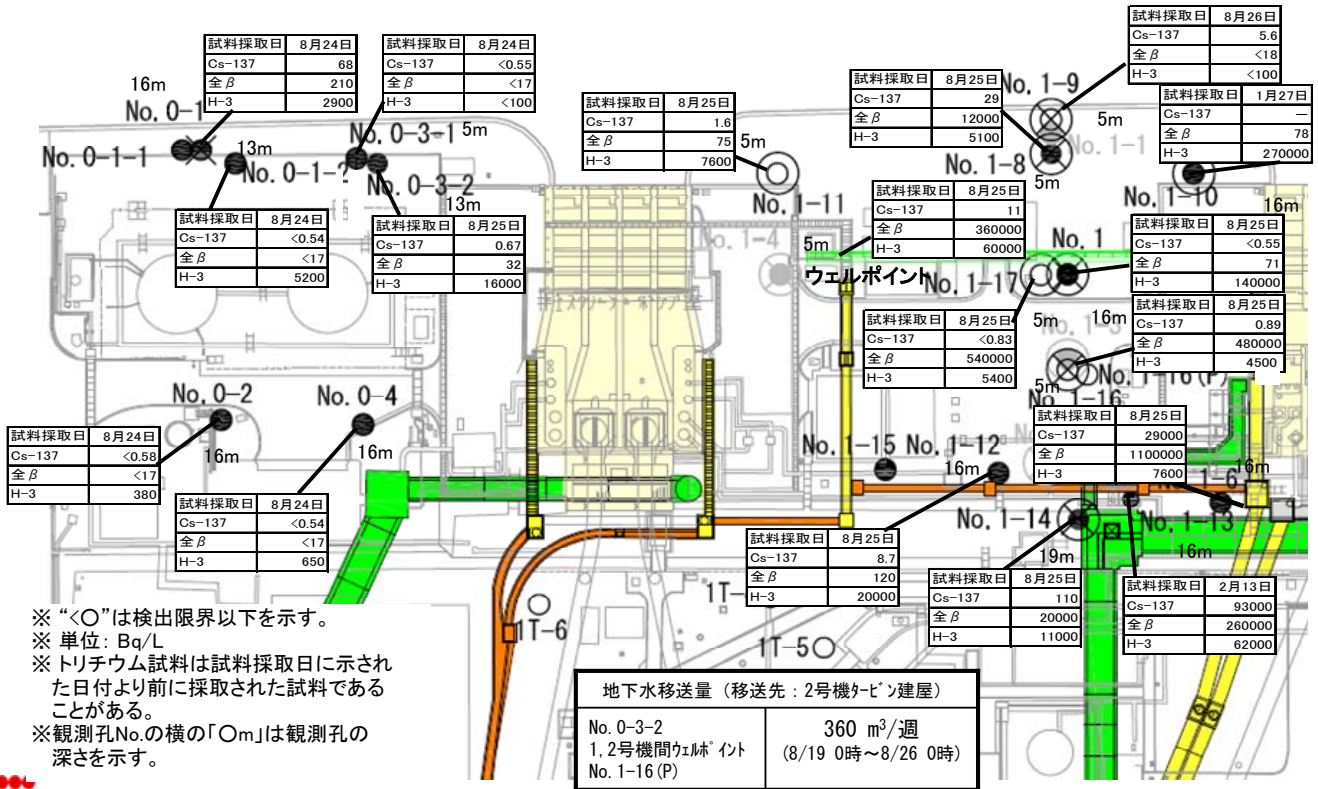 試料採取日 8月24日
Cs-137 68
全β 210
H-3 2900
試料採取日 8月24日
Cs-137 <0.55
全β <17
H-3 <100
試料採取日 8月25日
Cs-137 1.6
全β 75
H-3 7600
試料採取日 8月25日
Cs-137 29
全β 12000
H-3 5100
試料採取日 8月26日
Cs-137 5.6
全β <18
H-3 <100
試料採取日 1月27日
Cs-137 －
全β 78
H-3 270000
16m
No. 0-1
No. 0-1-1
13m
No. 0-3-1
5m
No. 0-3-2
13m
5m
No. 1-11
No. 1-9
5m
No. 1-1
No. 1-8
5m
No. 1-10
16m
試料採取日 8月24日
Cs-137 <0.54
全β <17
H-3 5200
試料採取日 8月25日
Cs-137 0.67
全β 32
H-3 16000
試料採取日 8月25日
Cs-137 11
全β 360000
H-3 60000
試料採取日 8月25日
Cs-137 <0.55
全β 71
H-3 140000
5m
ウェルポイント
No. 1-17
No. 1
5m
16m
試料採取日 8月25日
Cs-137 <0.83
全β 540000
H-3 5400
試料採取日 8月25日
Cs-137 0.89
全β 480000
H-3 4500
5m
No. 1-16(P)
No. 1-16
No. 0-2
16m
No. 0-4
16m
試料採取日 8月24日
Cs-137 <0.58
全β <17
H-3 380
試料採取日 8月24日
Cs-137 <0.54
全β <17
H-3 650
No. 1-15
No. 1-12
16m
試料採取日 8月25日
Cs-137 29000
全β 1100000
H-3 7600
16m
No. 1-6
No. 1-14
19m
No. 1-13
16m
試料採取日 8月25日
Cs-137 8.7
全β 120
H-3 20000
試料採取日 8月25日
Cs-137 110
全β 20000
H-3 11000
試料採取日 2月13日
Cs-137 93000
全β 260000
H-3 62000
1T-6
1T-5
※ “<○”は検出限界以下を示す。
※ 単位: Bq/L
※ トリチウム試料は試料採取日に示され
た日付より前に採取された試料である
ことがある。
※観測孔No.の横の「○m」は観測孔の
深さを示す。
地下水移送量（移送先：2号機ﾀｰﾋﾞﾝ建屋）
No. 0-3-2
1,2号機間ｳｪﾙﾎﾟｲﾝﾄ
No. 1-16(P)
360 m³/週
(8/19 0時～8/26 0時)